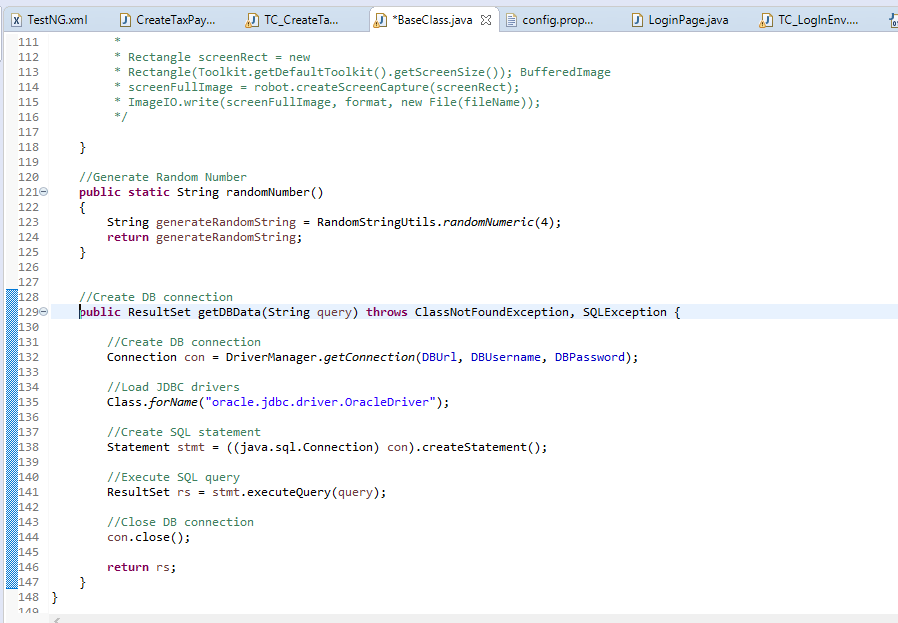 TestNG.xml CreateTaxPay... TC_CreateTa... *BaseClass.java config.prop... LoginPage.java TC_LogInEnv....
111 *
112 * Rectangle screenRect = new
113 * Rectangle(Toolkit.getDefaultToolkit().getScreenSize()); BufferedImage
114 * screenFullImage = robot.createScreenCapture(screenRect);
115 * ImageIO.write(screenFullImage, format, new File(fileName));
116 */
117
118 }
119
120 //Generate Random Number
121 public static String randomNumber()
122 {
123 String generateRandomString = RandomStringUtils.randomNumeric(4);
124 return generateRandomString;
125 }
126
127
128 //Create DB connection
129 public ResultSet getDBData(String query) throws ClassNotFoundException, SQLException {
130
131 //Create DB connection
132 Connection con = DriverManager.getConnection(DBUrl, DBUsername, DBPassword);
133
134 //Load JDBC drivers
135 Class.forName("oracle.jdbc.driver.OracleDriver");
136
137 //Create SQL statement
138 Statement stmt = ((java.sql.Connection) con).createStatement();
139
140 //Execute SQL query
141 ResultSet rs = stmt.executeQuery(query);
142
143 //Close DB connection
144 con.close();
145
146 return rs;
147 }
148 }
149